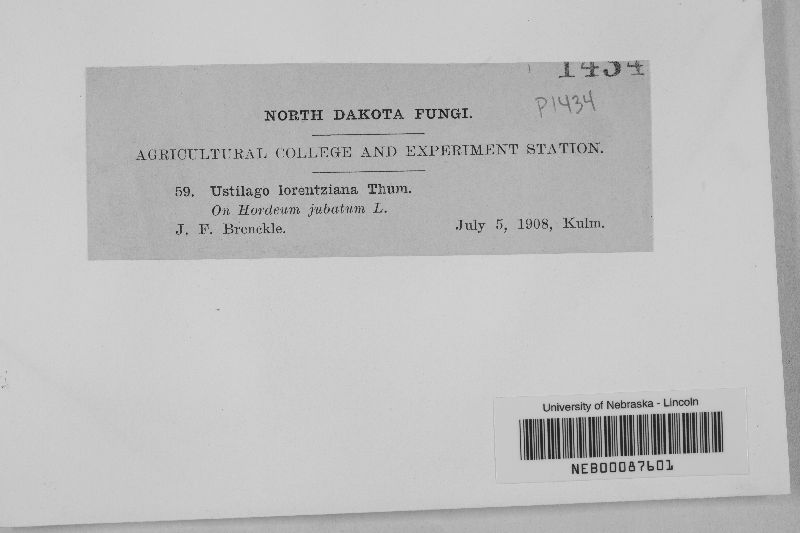 1434
P1434
NORTH DAKOTA FUNGI.
AGRICULTURAL COLLEGE AND EXPERIMENT STATION.
59. Ustilago lorentziana Thum.
On Hordeum jubatum L.
J. F. Brenckle. July 5, 1908, Kulm.
University of Nebraska - Lincoln
NEB00087601